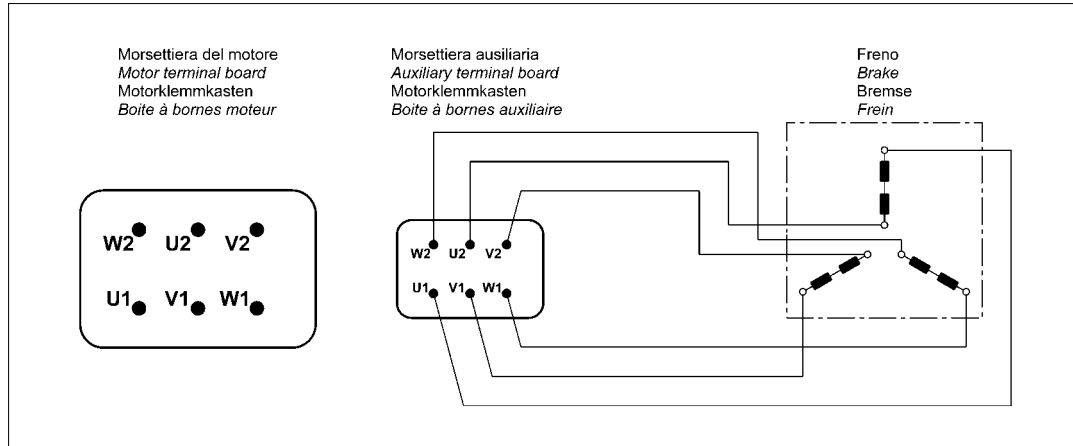 Morsettiera del motore
Motor terminal board
Motorklemmkasten
Boite à bornes moteur
Morsettiera ausiliaria
Auxiliary terminal board
Motorklemmkasten
Boite à bornes auxiliaire
Freno
Brake
Bremse
Frein
W2 U2 V2
U1 V1 W1
W2 U2 V2
U1 V1 W1